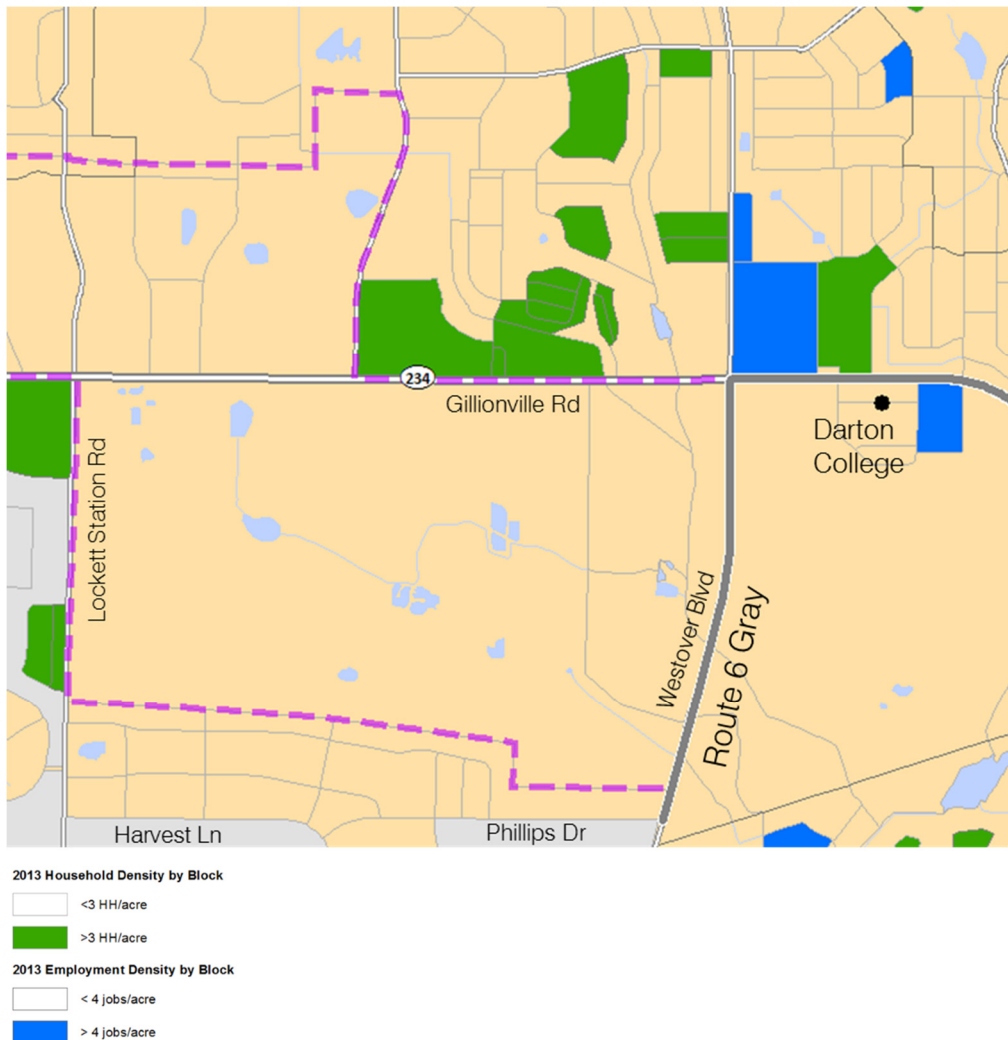 234
Gillionville Rd
Darton
College
Lockett Station Rd
Westover Blvd
Route 6 Gray
Harvest Ln
Phillips Dr
2013 Household Density by Block
<3 HH/acre
>3 HH/acre
2013 Employment Density by Block
< 4 jobs/acre
> 4 jobs/acre